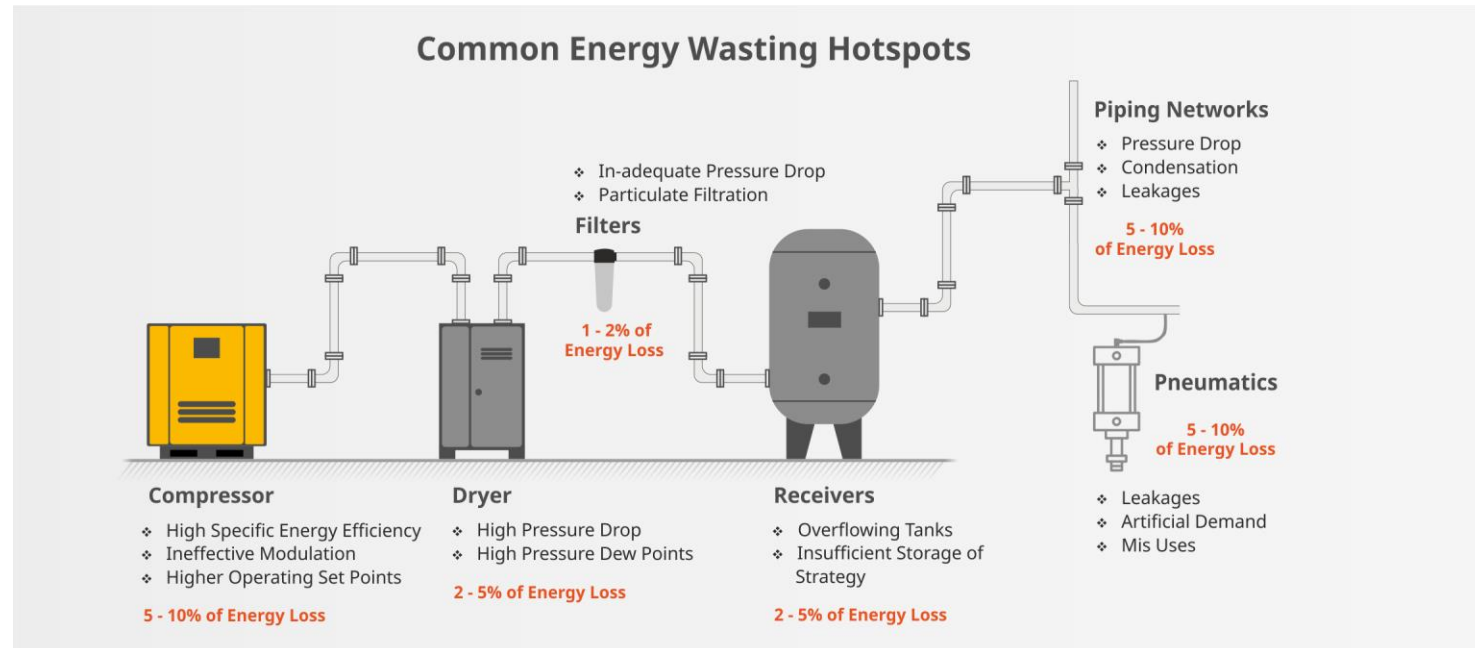 Common Energy Wasting Hotspots
Piping Networks
❖ Pressure Drop
❖ Condensation
❖ Leakages
5 - 10%
of Energy Loss
❖ In-adequate Pressure Drop
❖ Particulate Filtration
Filters
1 - 2% of
Energy Loss
Pneumatics
5 - 10%
of Energy Loss
❖ Leakages
❖ Artificial Demand
❖ Mis Uses
Compressor
❖ High Specific Energy Efficiency
❖ Ineffective Modulation
❖ Higher Operating Set Points
5 - 10% of Energy Loss
Dryer
❖ High Pressure Drop
❖ High Pressure Dew Points
2 - 5% of Energy Loss
Receivers
❖ Overflowing Tanks
❖ Insufficient Storage of
Strategy
2 - 5% of Energy Loss